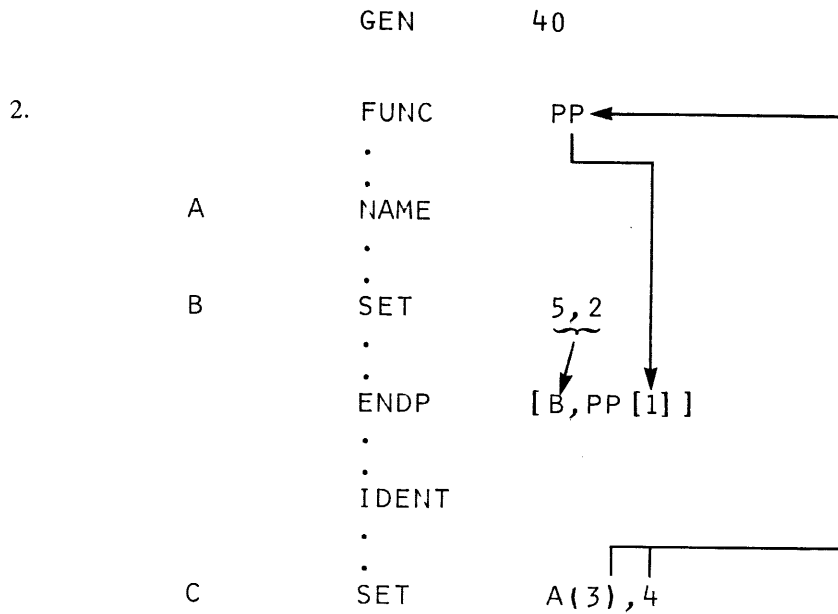 GEN 40
2. FUNC PP
.
.
A NAME
.
.
B SET 5,2
.
.
ENDP [B,PP[1]]
.
.
IDENT
.
.
C SET A(3),4